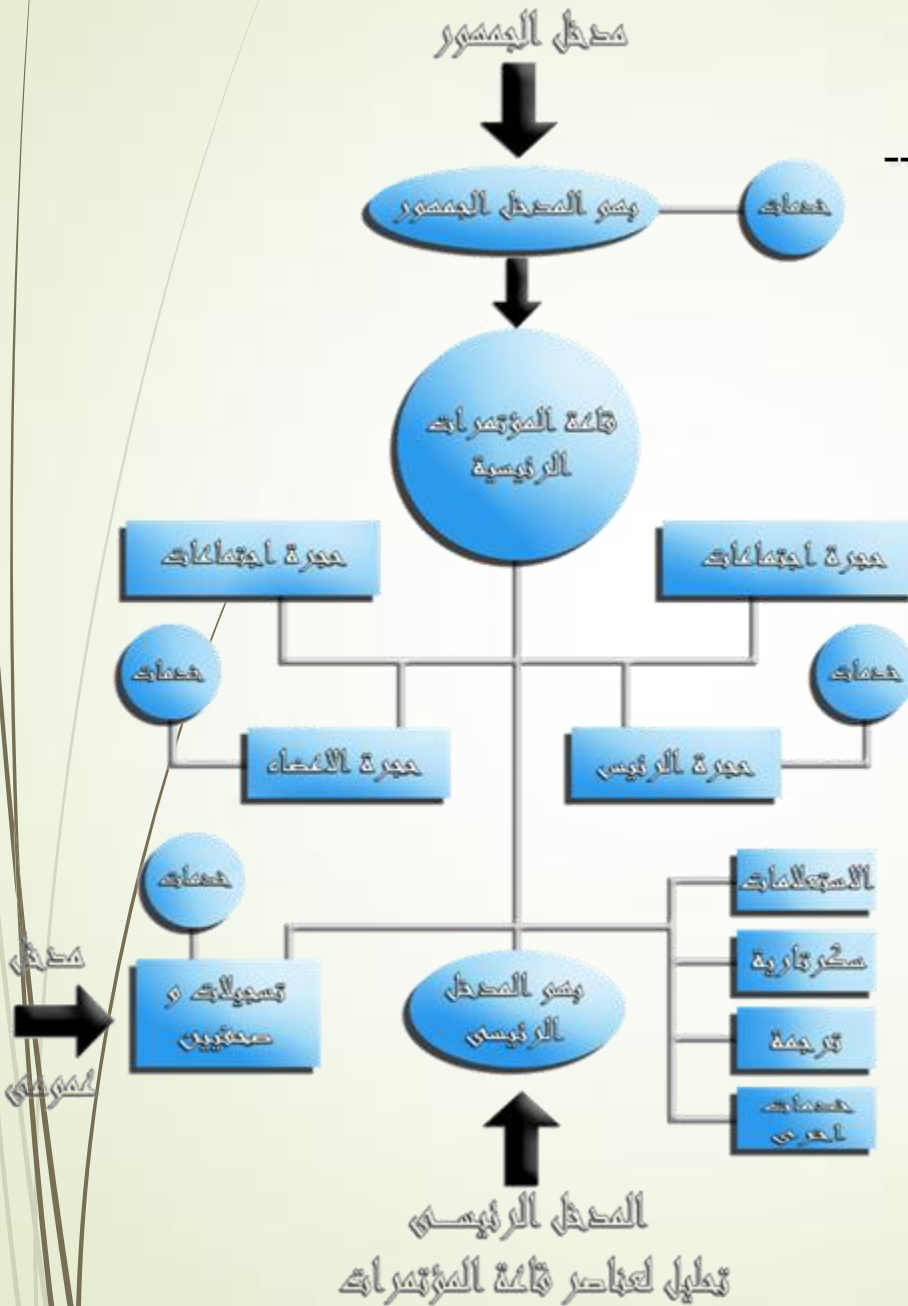 مدخل الجمهور
--
بهو المدخل الجمهور
خدمات
قاعة المؤتمرات
الرئيسية
حجرة اجتماعات
حجرة اجتماعات
خدمات
خدمات
حجرة الرئيس
حجرة الاعضاء
خدمات
الاستعلامات
سكرتارية
ترجمة
خدمات
اخرى
بهو المدخل
الرئيسى
تسجيلات و
صحفيين
مدخل
عمومى
المدخل الرئيســى
تحليل لعناصر قاعة المؤتمرات